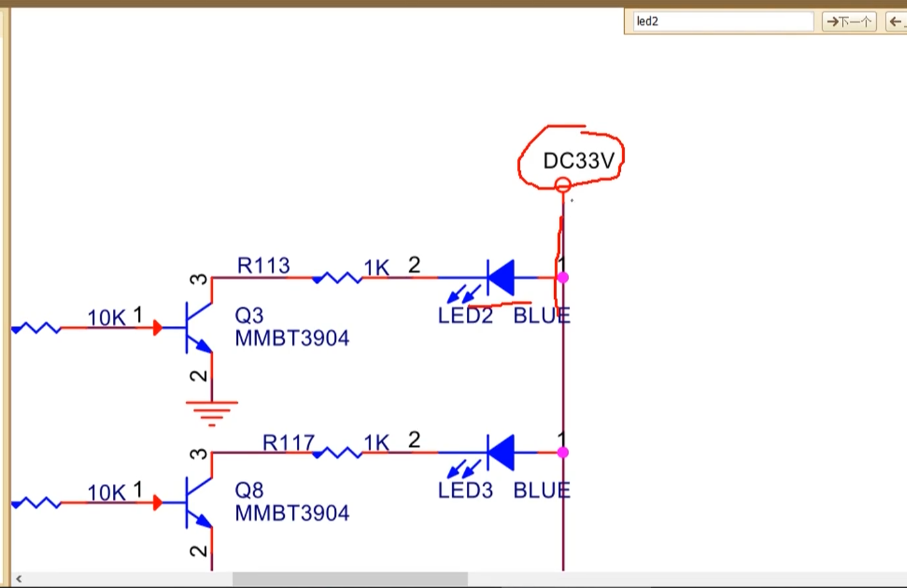 led2
下一个
DC33V
R113 1K 2 1
3
10K 1
Q3
MMBT3904
LED2 BLUE
2
R117 1K 2 1
3
10K 1
Q8
MMBT3904
LED3 BLUE
2